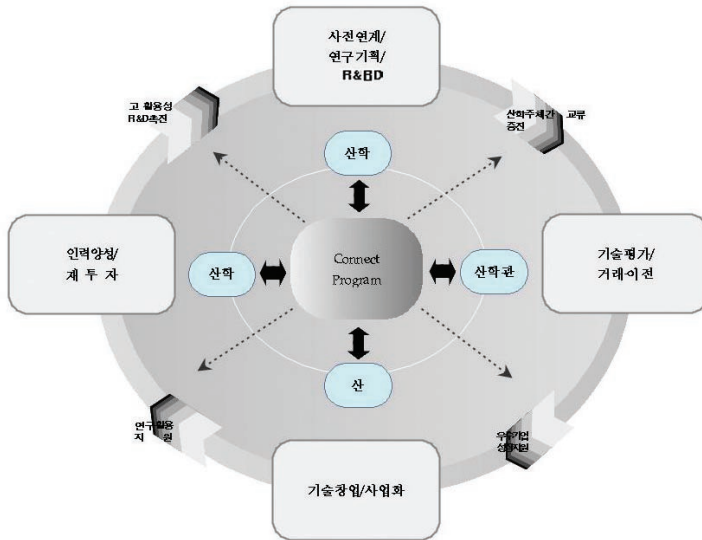 사전연계/
연구기획/
R&BD
고 활용성
R&D촉진
산학주체간 교류
증진
산학
인력양성/
재 투 자
산학
Connect
Program
산학관
기술평가/
거래·이전
산
연구활용
지 원
우수기업
성장지원
기술창업/사업화